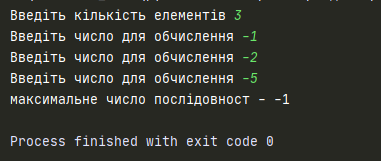 Введіть кількість елементів 3
Введіть число для обчислення -1
Введіть число для обчислення -2
Введіть число для обчислення -5
максимальне число послідовност - -1
Process finished with exit code 0